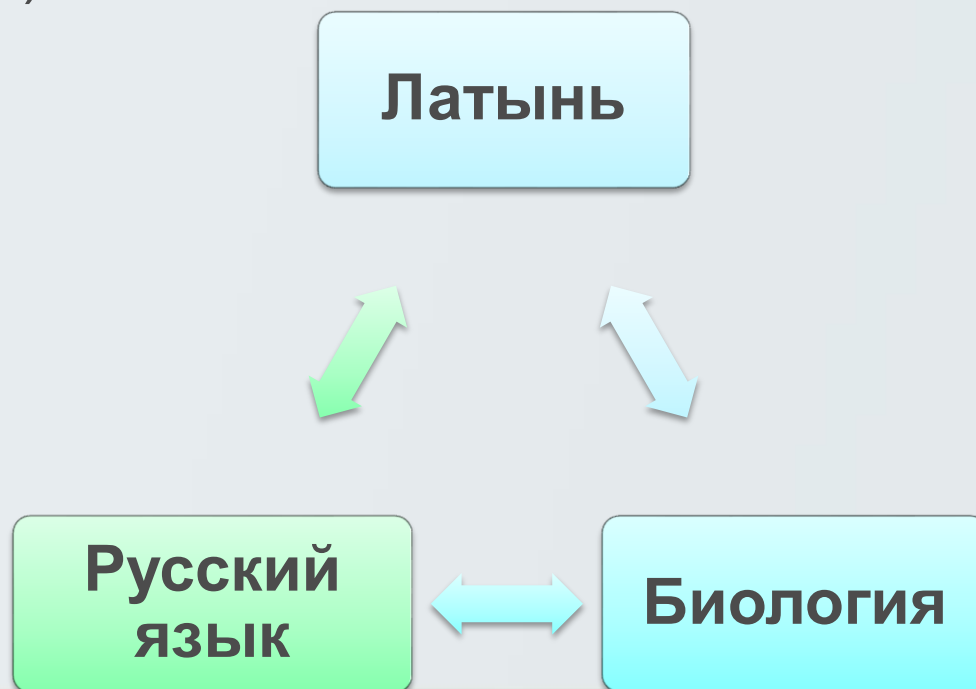 Латынь
Русский
язык
Биология